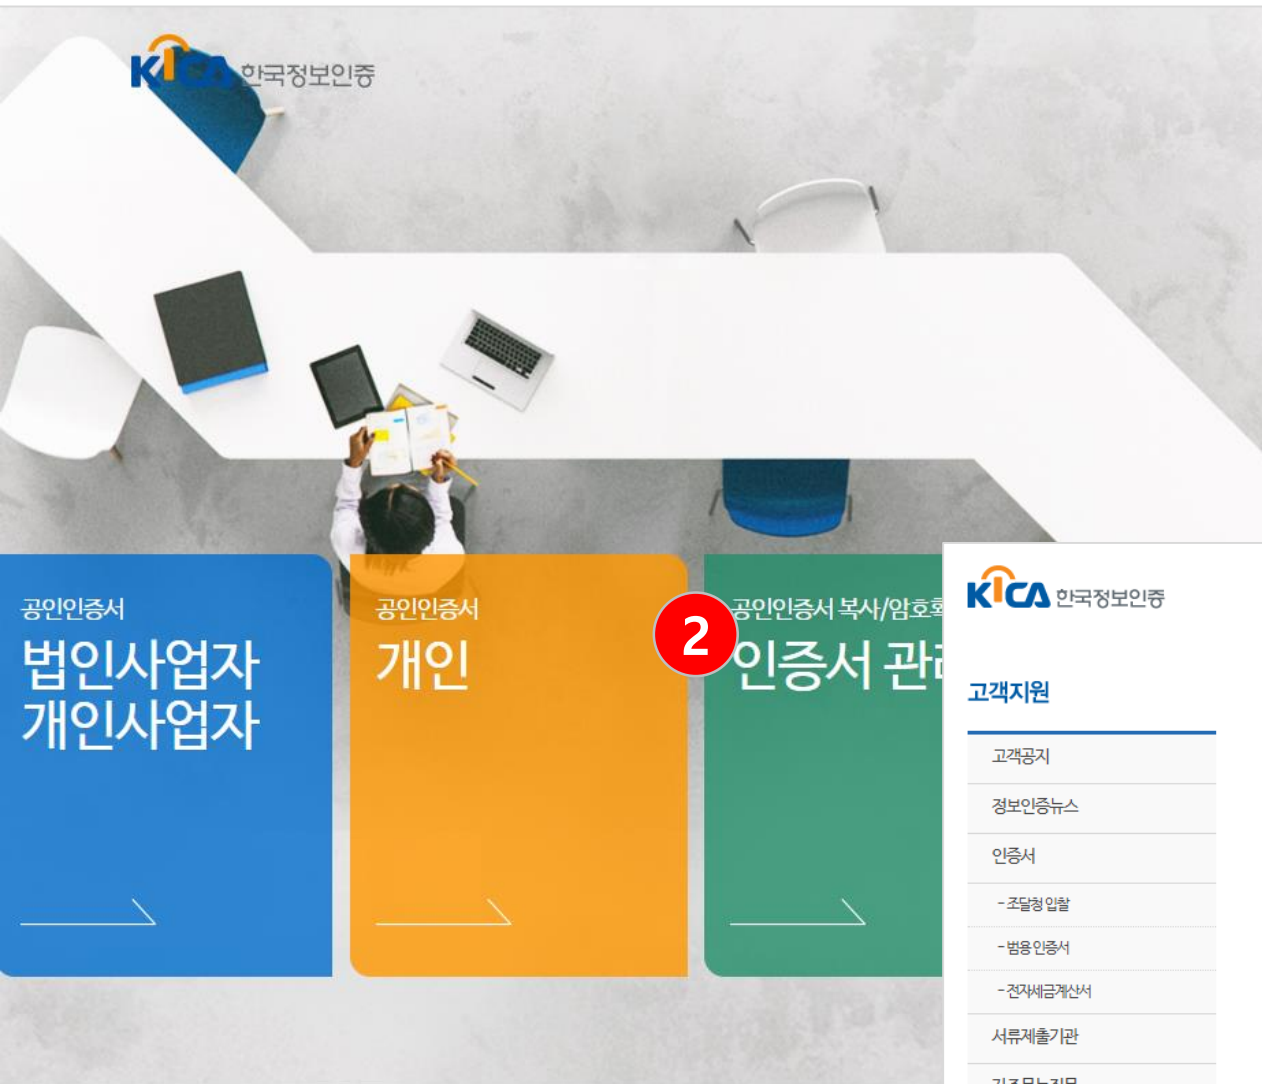 KICA 한국정보인증
공인인증서
법인사업자
개인사업자
공인인증서
개인
2
공인인증서 복사/암호
인증서
KICA 한국정보인증
고객지원
고객공지
정보인증뉴스
인증서
- 조달청 입찰
- 범용 인증서
- 전자세금계산서
서류제출기관